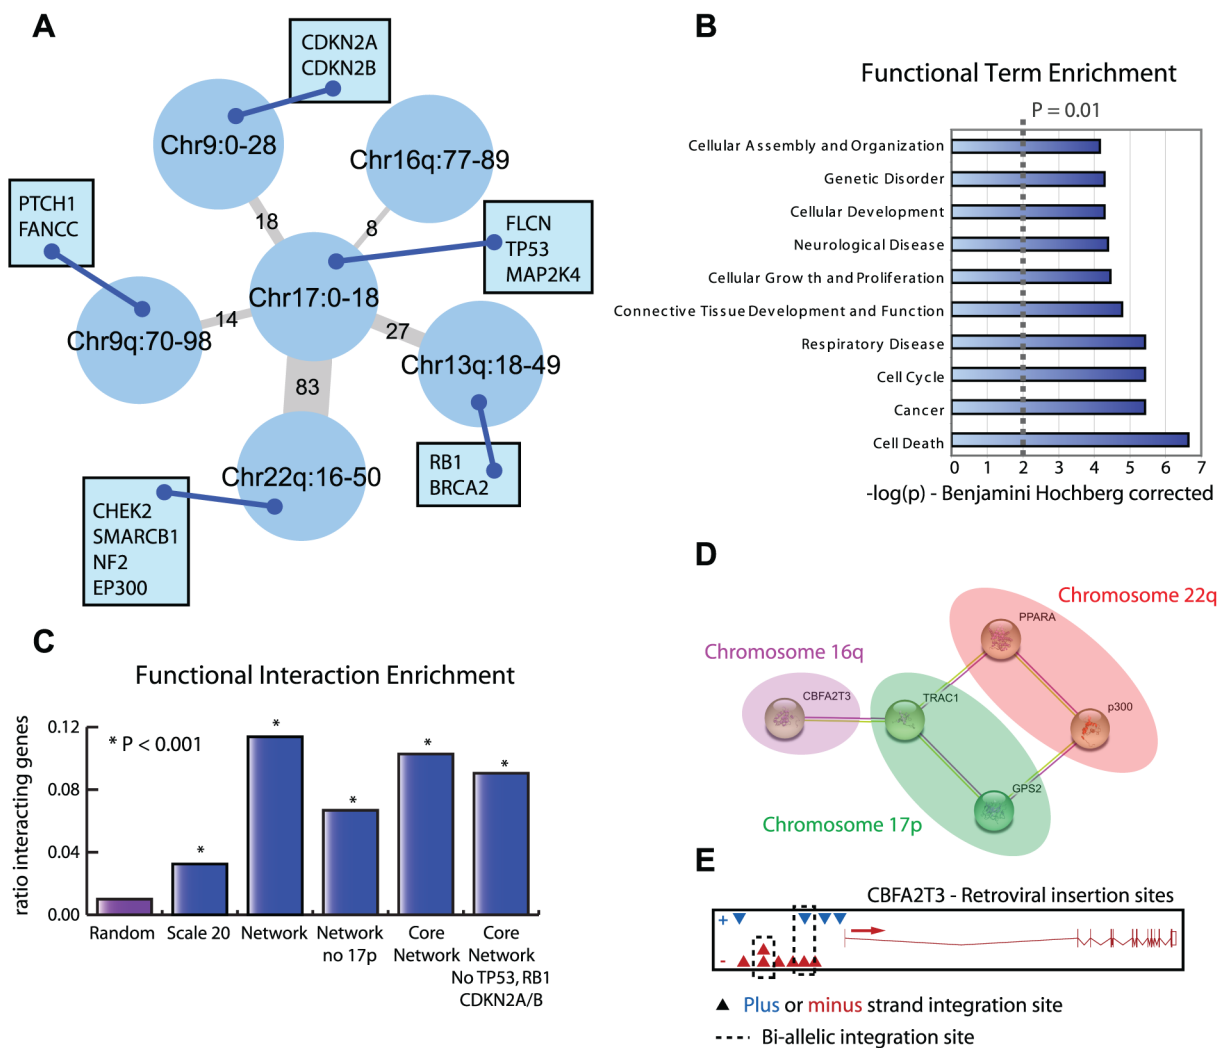 A
CDKN2A
CDKN2B
Chr9:0-28
Chr16q:77-89
PTCH1
FANCC
18
8
FLCN
TP53
MAP2K4
Chr17:0-18
Chr9q:70-98
14
27
Chr13q:18-49
83
RB1
BRCA2
Chr22q:16-50
CHEK2
SMARCB1
NF2
EP300
B
Functional Term Enrichment
P = 0.01
Cellular Assembly and Organization
Genetic Disorder
Cellular Development
Neurological Disease
Cellular Growth and Proliferation
Connective Tissue Development and Function
Respiratory Disease
Cell Cycle
Cancer
Cell Death
0 1 2 3 4 5 6 7
-log(p) - Benjamini Hochberg corrected
C
Functional Interaction Enrichment
ratio interacting genes
0.12
0.08
0.04
0.00
* P < 0.001
* * * * *
Random
Scale 20
Network
Network
no 17p
Core
Network
Core
Network
No TP53, RB1
CDKN2A/B
D
Chromosome 22q
PPARA
Chromosome 16q
CBFA2T3
TRAC1
p300
GPS2
Chromosome 17p
E
CBFA2T3 - Retroviral insertion sites
+
-
Plus or minus strand integration site
Bi-allelic integration site